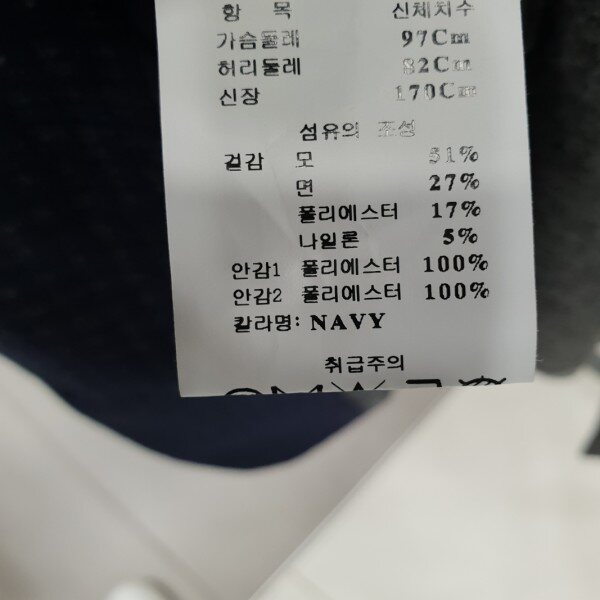 항 목 신체치수
가슴둘레 97Cm
허리둘레 82Cm
신장 170Cm
섬유의 조성
겉감 모 51%
면 27%
폴리에스터 17%
나일론 5%
안감1 폴리에스터 100%
안감2 폴리에스터 100%
칼라명: NAVY
취급주의